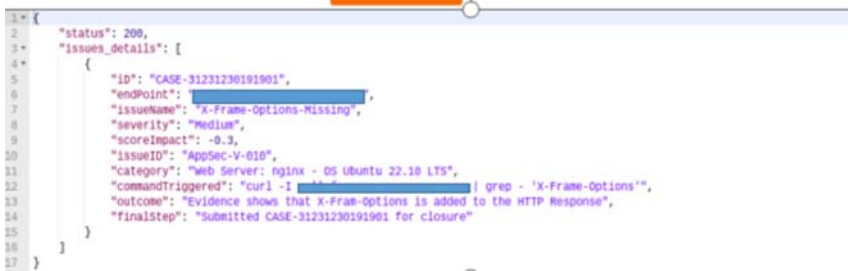 1 {
2 "status": 200,
3 "issues_details": [
4 {
5 "iD": "CASE-31231230191901",
6 "endPoint": " ",
7 "issueName": "X-Frame-Options-Missing",
8 "severity": "Medium",
9 "scoreImpact": -0.3,
10 "issueID": "AppSec-V-010",
11 "category": "Web Server: nginx - OS Ubuntu 22.10 LTS",
12 "commandTriggered": "curl -I | grep - 'X-Frame-Options'",
13 "outcome": "Evidence shows that X-Fram-Options is added to the HTTP Response",
14 "finalStep": "Submitted CASE-31231230191901 for closure"
15 }
16 ]
17 }